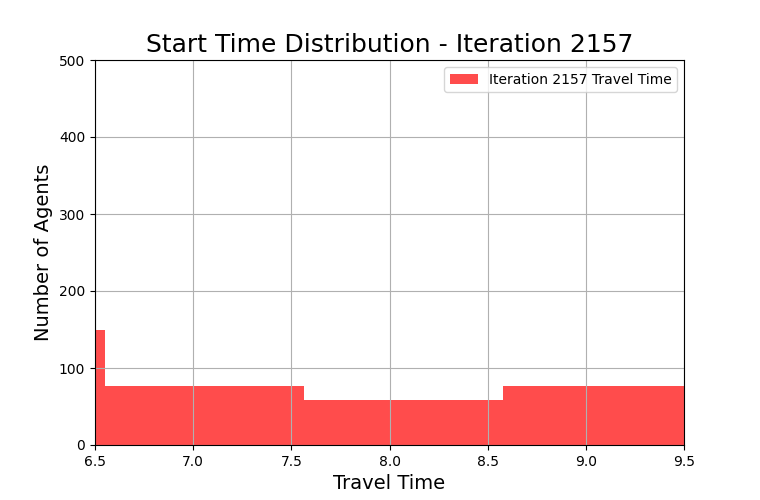 Start Time Distribution - Iteration 2157
Iteration 2157 Travel Time
Number of Agents
500
400
300
200
100
0
6.5 7.0 7.5 8.0 8.5 9.0 9.5
Travel Time